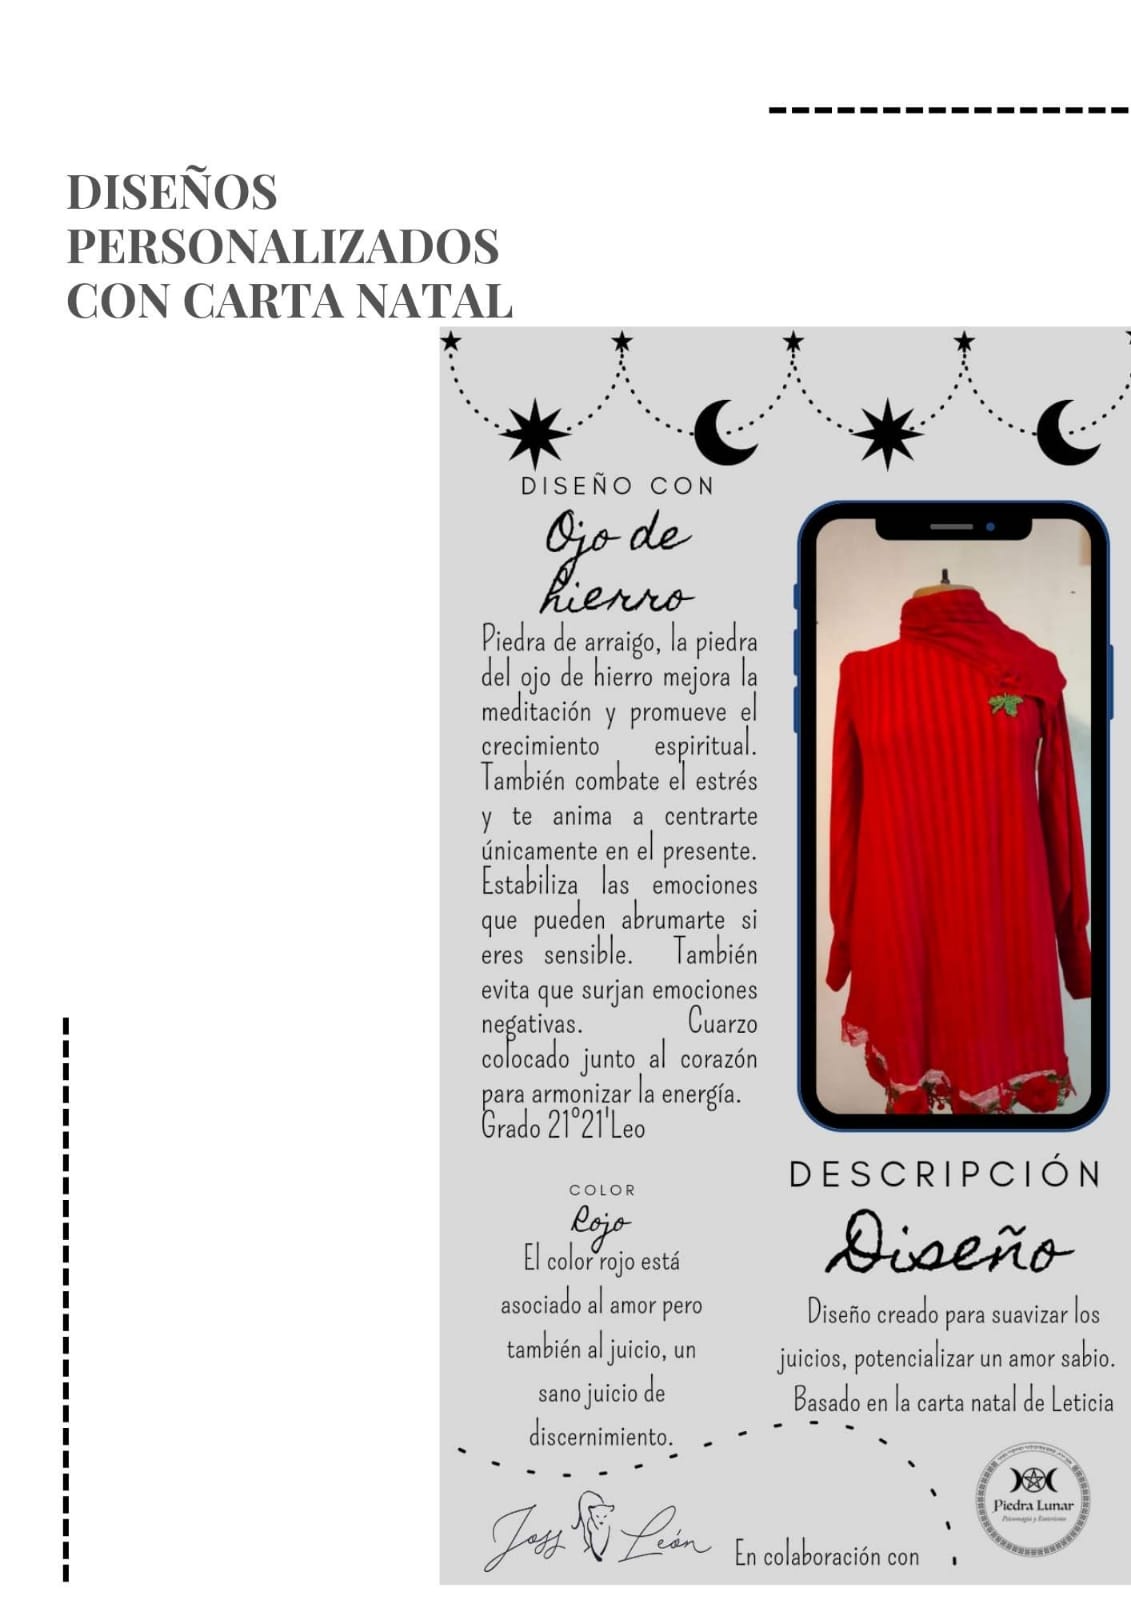 DISEÑOS
PERSONALIZADOS
CON CARTA NATAL
DISEÑO CON
Ojo de
hierro
Piedra de arraigo, la piedra
del ojo de hierro mejora la
meditación y promueve el
crecimiento espiritual.
También combate el estrés
y te anima a centrarte
únicamente en el presente.
Estabiliza las emociones
que pueden abrumarte si
eres sensible. También
evita que surjan emociones
negativas. Cuarzo
colocado junto al corazón
para armonizar la energía.
Grado 21°21'Leo
COLOR
Rojo
El color rojo está
asociado al amor pero
también al juicio, un
sano juicio de
discernimiento.
DESCRIPCIÓN
Diseño
Diseño creado para suavizar los
juicios, potencializar un amor sabio.
Basado en la carta natal de Leticia
Joss León
En colaboración con
Piedra Lunar
Psicomagia y Esoterismo